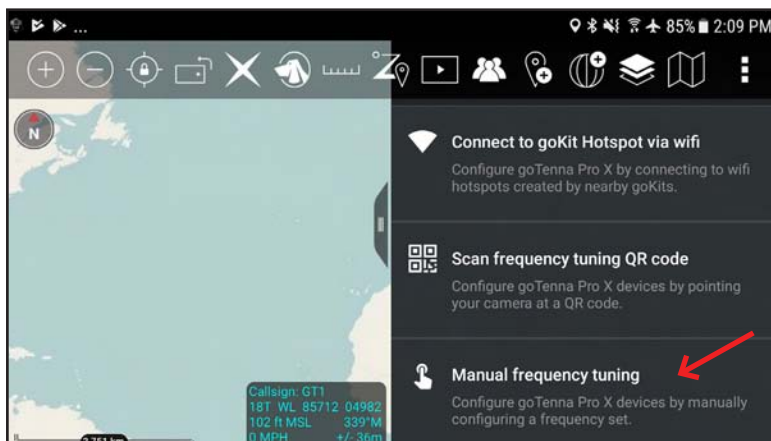 ... 85% 2:09 PM
N
Connect to goKit Hotspot via wifi
Configure goTenna Pro X by connecting to wifi
hotspots created by nearby goKits.
Scan frequency tuning QR code
Configure goTenna Pro X devices by pointing
your camera at a QR code.
Manual frequency tuning
Configure goTenna Pro X devices by manually
configuring a frequency set.
Callsign: GT1
18T WL 85712 04982
102 ft MSL 339°M
0 MPH +/- 36m
2,751 km